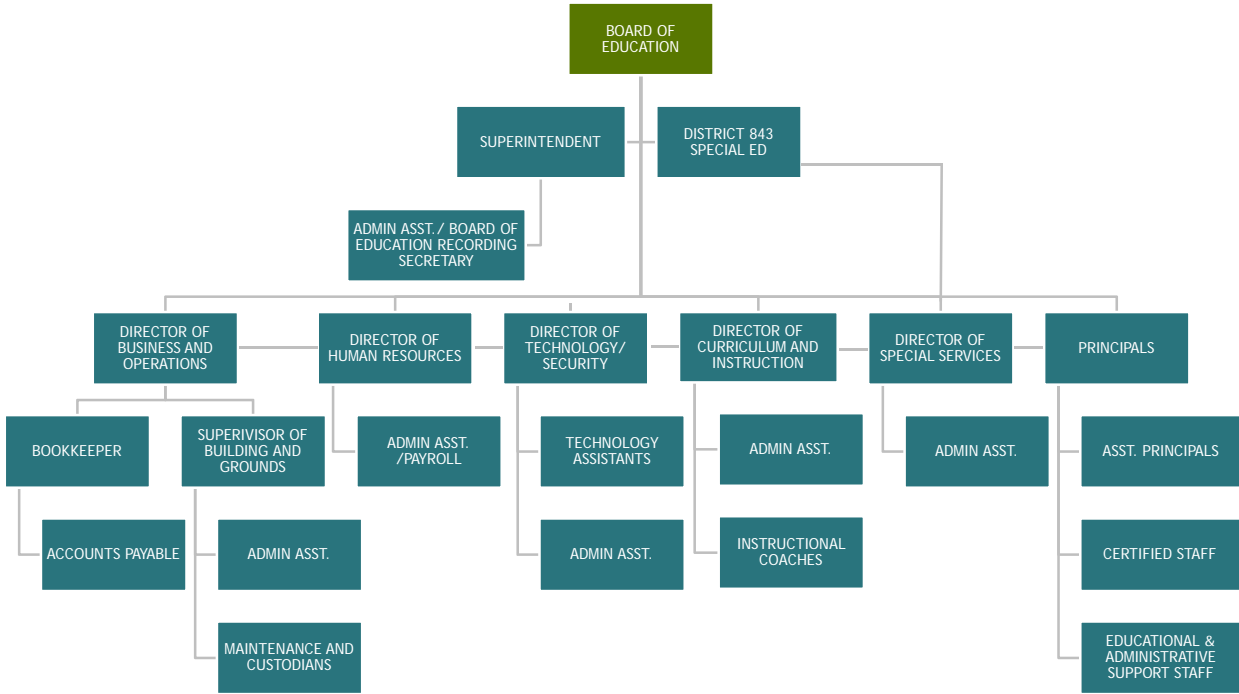 BOARD OF
EDUCATION
SUPERINTENDENT
DISTRICT 843
SPECIAL ED
ADMIN ASST./ BOARD OF
EDUCATION RECORDING
SECRETARY
DIRECTOR OF
BUSINESS AND
OPERATIONS
DIRECTOR OF
HUMAN RESOURCES
DIRECTOR OF
TECHNOLOGY/
SECURITY
DIRECTOR OF
CURRICULUM AND
INSTRUCTION
DIRECTOR OF
SPECIAL SERVICES
PRINCIPALS
BOOKKEEPER
SUPERIVISOR OF
BUILDING AND
GROUNDS
ADMIN ASST.
/PAYROLL
TECHNOLOGY
ASSISTANTS
ADMIN ASST.
ADMIN ASST.
ASST. PRINCIPALS
ACCOUNTS PAYABLE
ADMIN ASST.
ADMIN ASST.
INSTRUCTIONAL
COACHES
CERTIFIED STAFF
MAINTENANCE AND
CUSTODIANS
EDUCATIONAL &
ADMINISTRATIVE
SUPPORT STAFF